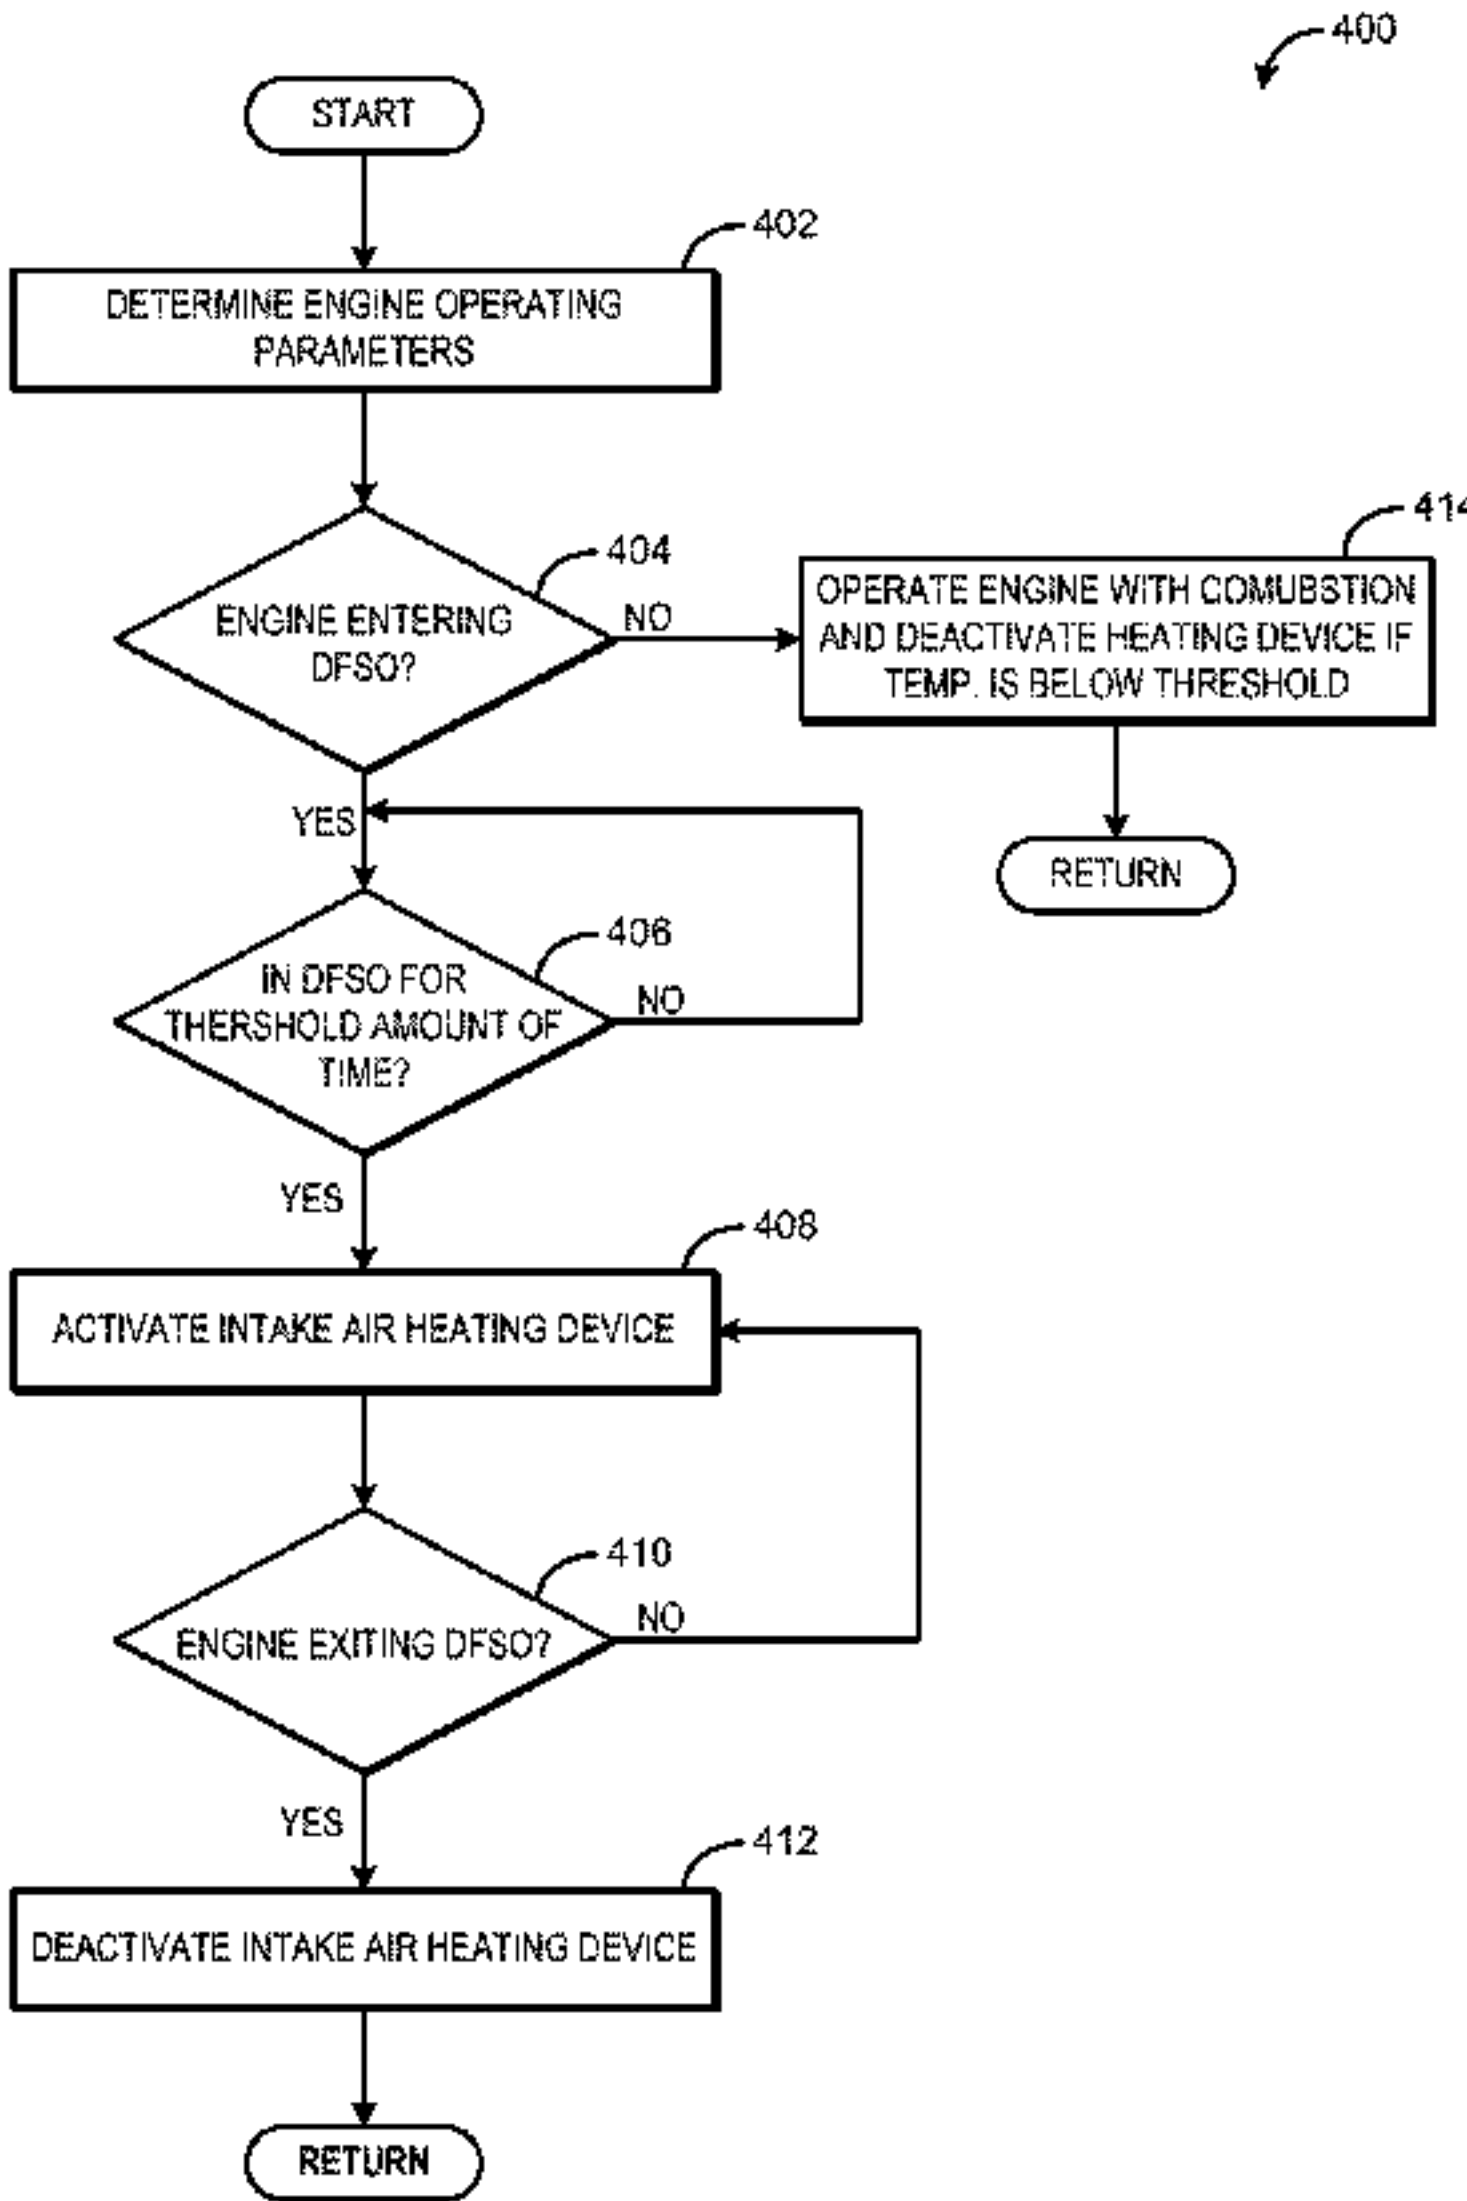 400
START
402
DETERMINE ENGINE OPERATING
PARAMETERS
404
ENGINE ENTERING
DFSO?
NO
414
OPERATE ENGINE WITH COMUBSTION
AND DEACTIVATE HEATING DEVICE IF
TEMP. IS BELOW THRESHOLD
RETURN
YES
406
IN DFSO FOR
THERSHOLD AMOUNT OF
TIME?
NO
YES
408
ACTIVATE INTAKE AIR HEATING DEVICE
410
ENGINE EXITING DFSO?
NO
YES
412
DEACTIVATE INTAKE AIR HEATING DEVICE
RETURN